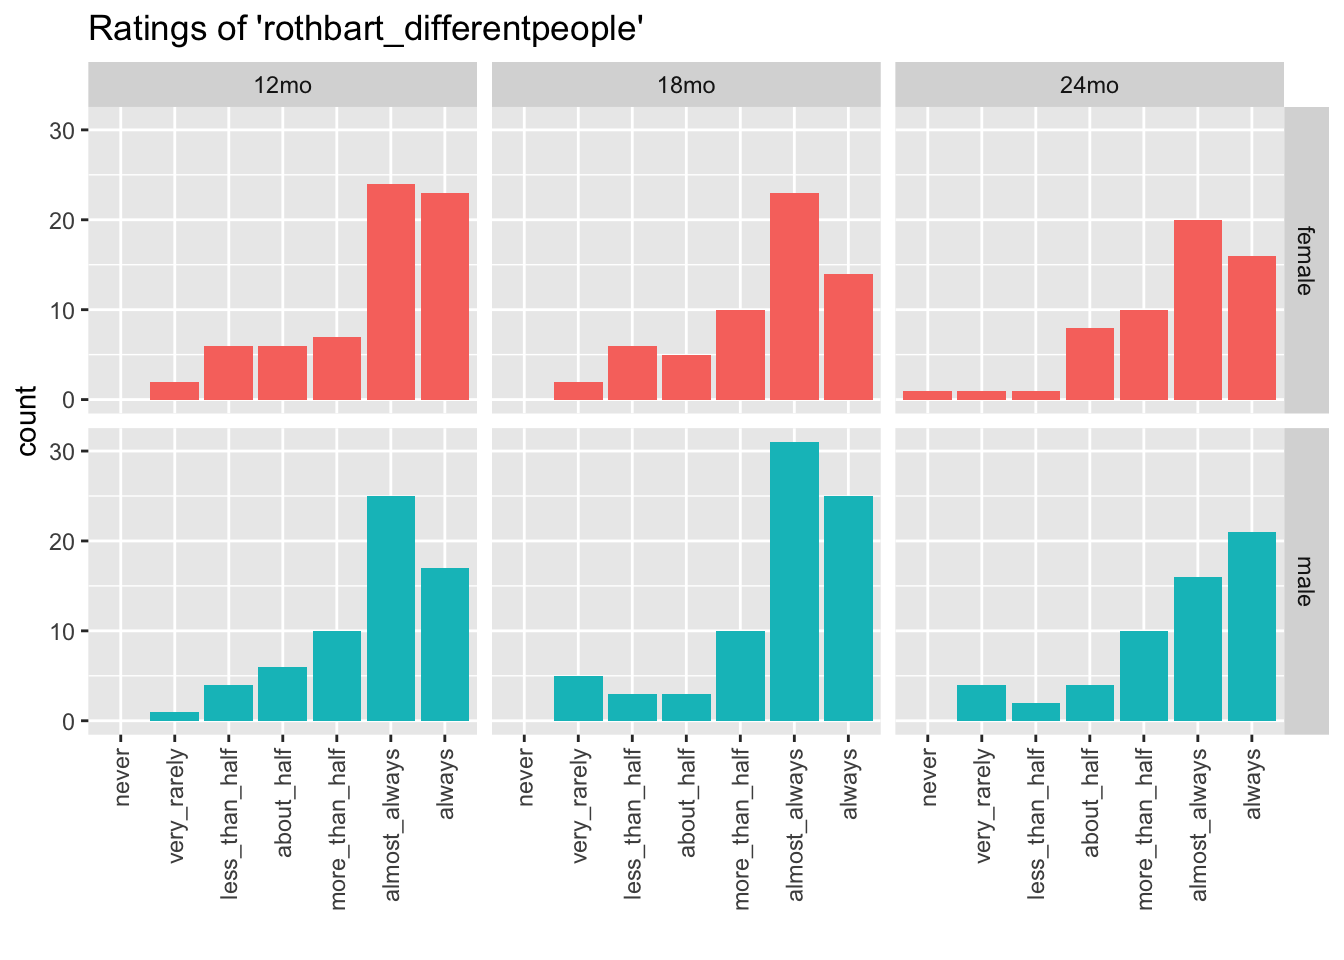 Ratings of 'rothbart_differentpeople'
12mo
18mo
24mo
30
20
10
0
female
count
30
20
10
0
male
never
very_rarely
less_than_half
about_half
more_than_half
almost_always
always
never
very_rarely
less_than_half
about_half
more_than_half
almost_always
always
never
very_rarely
less_than_half
about_half
more_than_half
almost_always
always